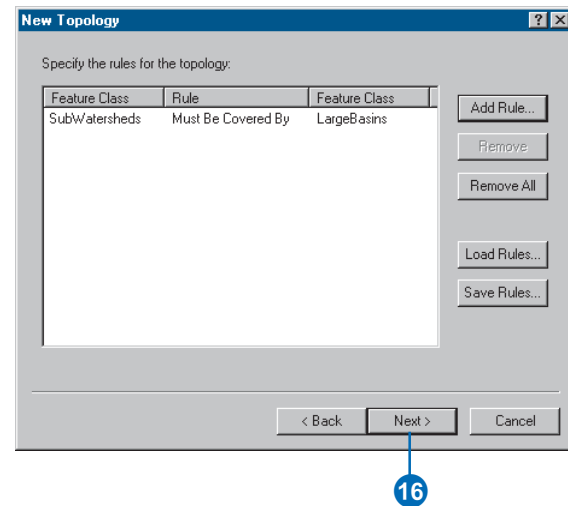 New Topology
Specify the rules for the topology:
Feature Class Rule Feature Class
SubWatersheds Must Be Covered By LargeBasins
Add Rule...
Remove
Remove All
Load Rules...
Save Rules...
< Back Next > Cancel
16